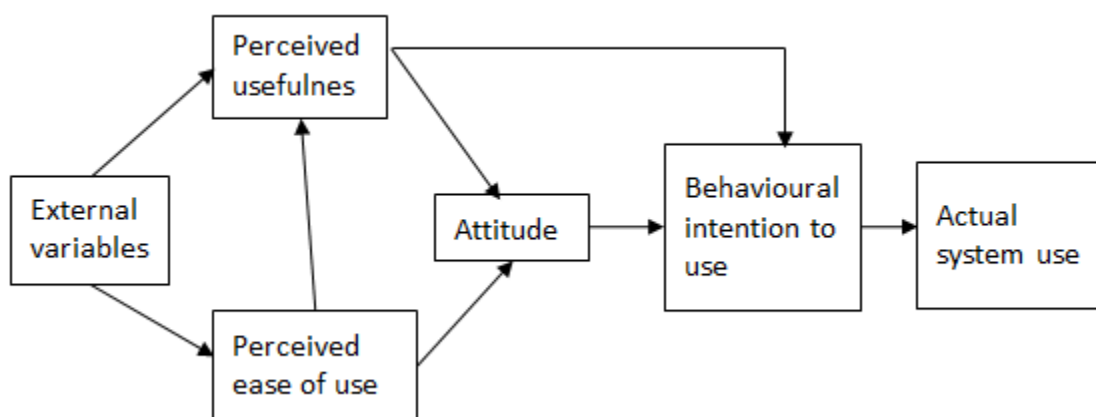 Perceived
usefulnes
External
variables
Perceived
ease of use
Attitude
Behavioural
intention to
use
Actual
system use